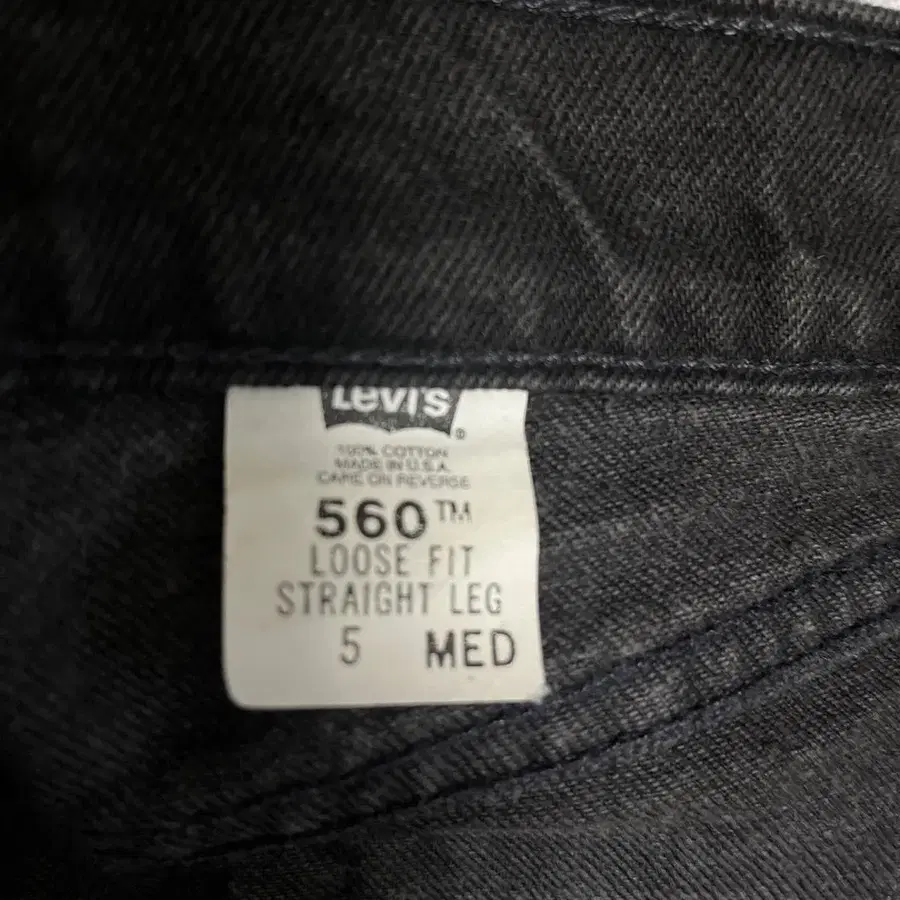 Levi's ®
100% COTTON
MADE IN U.S.A.
CARE ON REVERSE
560™
LOOSE FIT
STRAIGHT LEG
5 MED